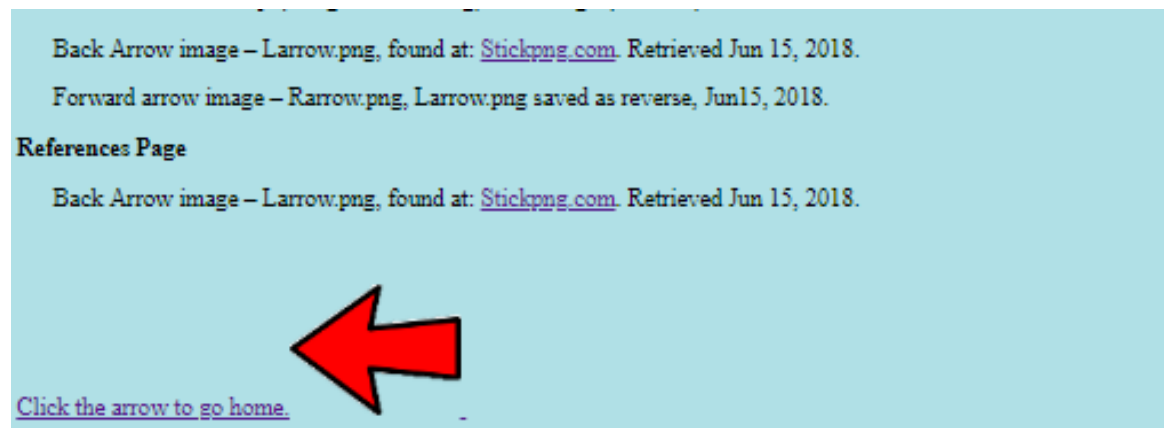 Back Arrow image – Larrow.png, found at: Stickpng.com. Retrieved Jun 15, 2018.
Forward arrow image – Rarrow.png, Larrow.png saved as reverse, Jun15, 2018.
References Page
Back Arrow image – Larrow.png, found at: Stickpng.com. Retrieved Jun 15, 2018.
Click the arrow to go home.